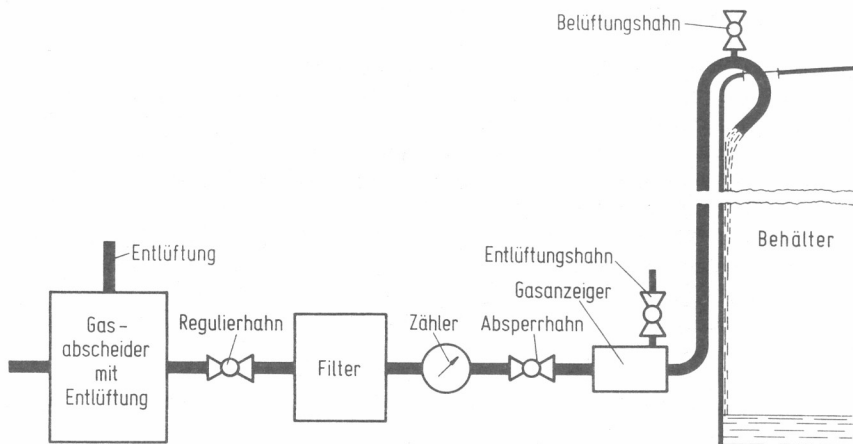 Belüftungshahn
Behälter
Entlüftung
Entlüftungshahn
Gasanzeiger
Regulierhahn
Zähler
Absperrhahn
Gas-
abscheider
mit
Entlüftung
Filter